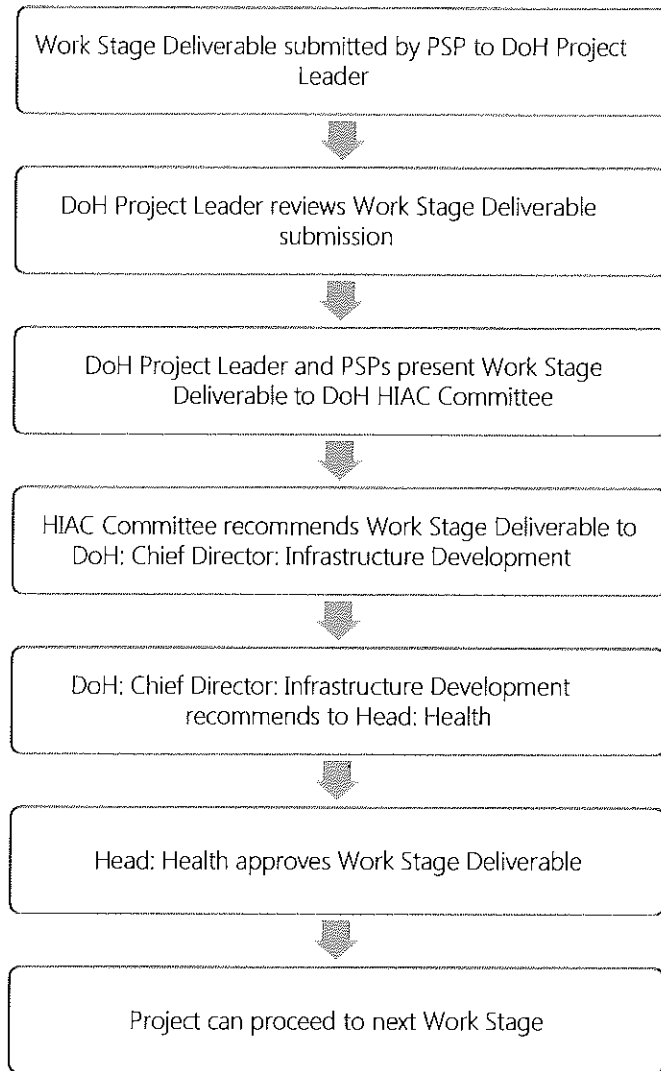 Work Stage Deliverable submitted by PSP to DoH Project
Leader
DoH Project Leader reviews Work Stage Deliverable
submission
DoH Project Leader and PSPs present Work Stage
Deliverable to DoH HIAC Committee
HIAC Committee recommends Work Stage Deliverable to
DoH: Chief Director: Infrastructure Development
DoH: Chief Director: Infrastructure Development
recommends to Head: Health
Head: Health approves Work Stage Deliverable
Project can proceed to next Work Stage